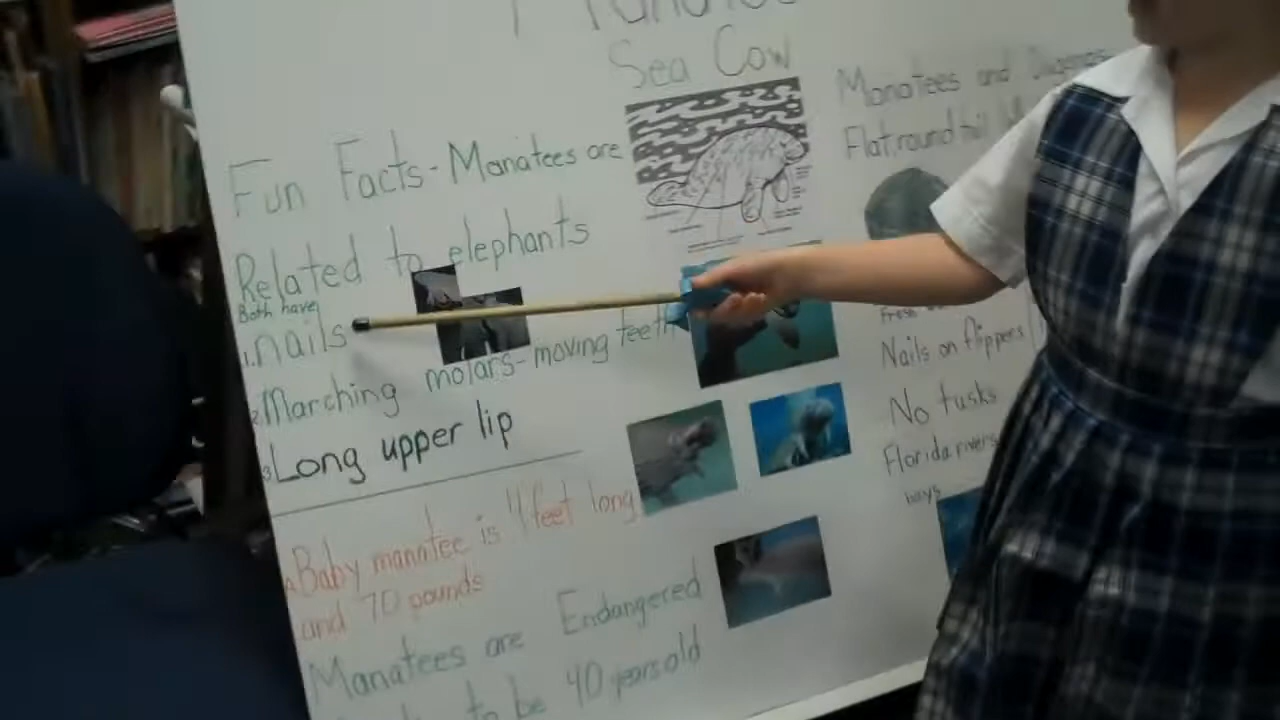 Sea Cow
Fun Facts - Manatees are
Related to elephants
Both have
1. nails
2. Marching molars - moving teeth
3. Long upper lip
Baby manatee is 4 feet long
and 70 pounds
Manatees are Endangered
to be 40 years old
Manatees and
Flat round tail
Nails on flippers
No tusks
Florida rivers
bays